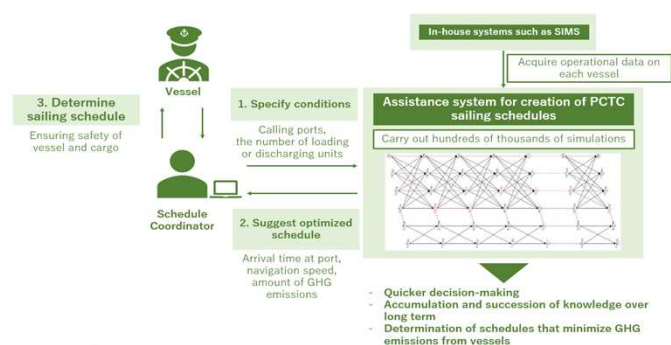 In-house systems such as SIMS
Acquire operational data on
each vessel
Vessel
3. Determine
sailing schedule
Ensuring safety of
vessel and cargo
1. Specify conditions
Calling ports,
the number of loading
or discharging units
Assistance system for creation of PCTC
sailing schedules
Carry out hundreds of thousands of simulations
Schedule
Coordinator
2. Suggest optimized
schedule
Arrival time at port,
navigation speed,
amount of GHG
emissions
- Quicker decision-making
- Accumulation and succession of knowledge over
long term
- Determination of schedules that minimize GHG
emissions from vessels